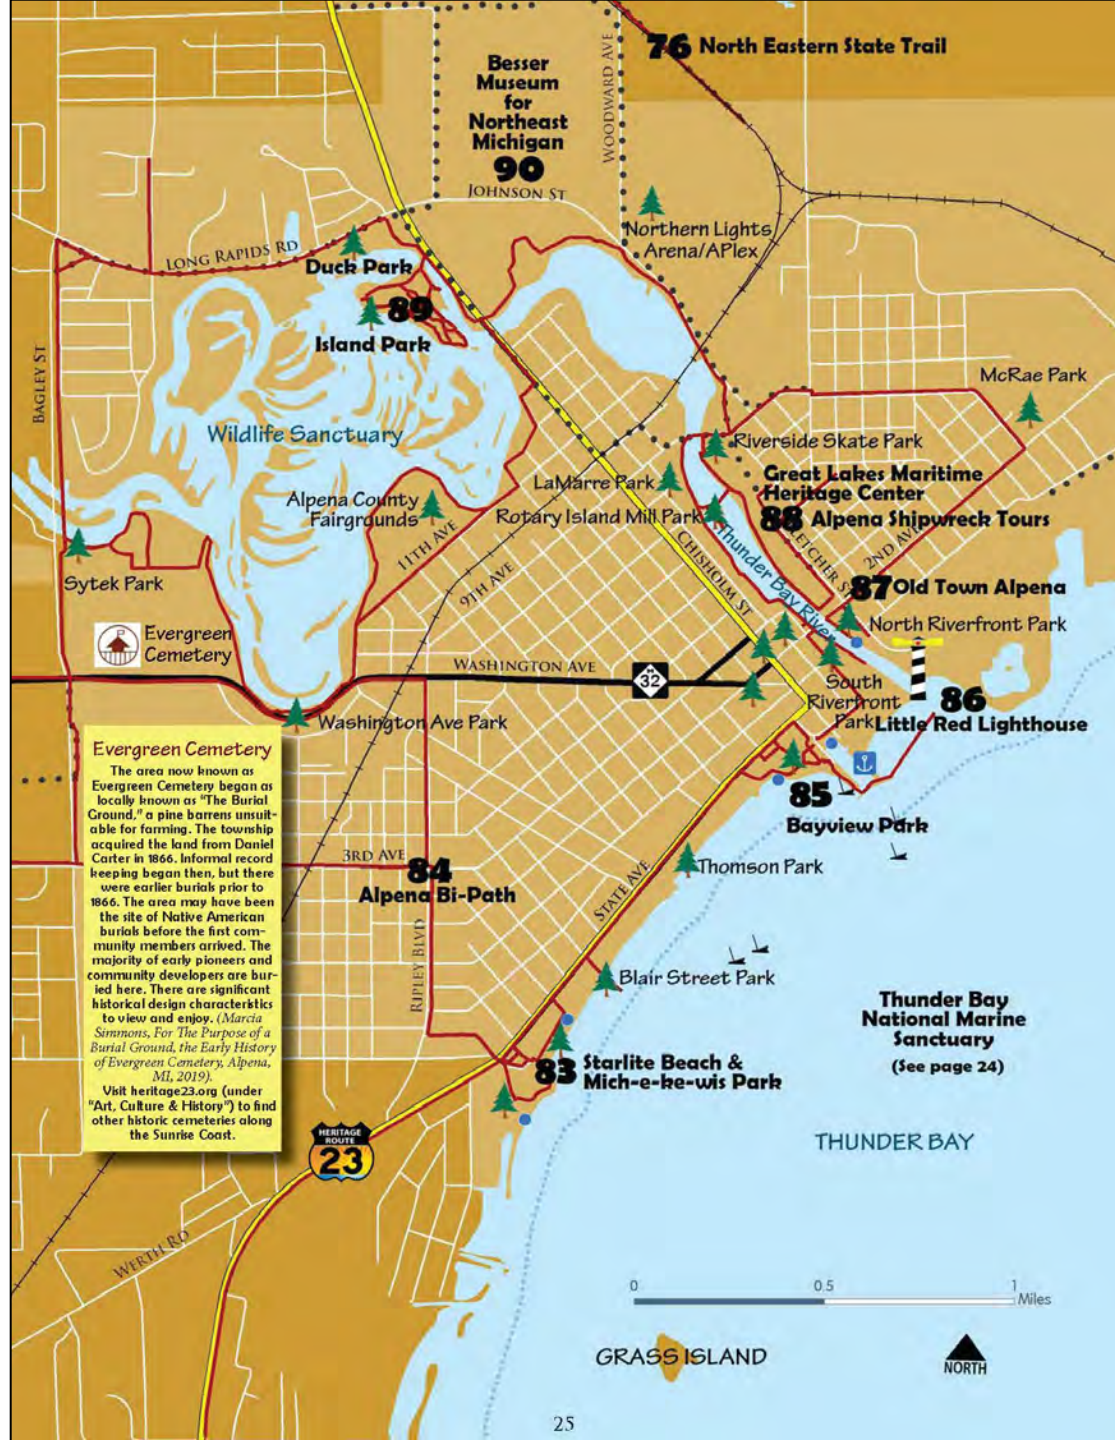 76 North Eastern State Trail
Besser
Museum
for
Northeast
Michigan
90
WOODWARD AVE
JOHNSON ST
Northern Lights
Arena/APlex
LONG RAPIDS RD
Duck Park
89
Island Park
BAGLEY ST
McRae Park
Wildlife Sanctuary
Riverside Skate Park
LaMarre Park
Great Lakes Maritime
Heritage Center
Alpena County
Fairgrounds
Rotary Island Mill Park
88 Alpena Shipwreck Tours
11TH AVE
9TH AVE
CHISHOLM ST
Thunder Bay River
FLETCHER ST
2ND AVE
Sytek Park
87 Old Town Alpena
North Riverfront Park
Evergreen
Cemetery
WASHINGTON AVE
M
32
South
Riverfront
Park
86
Little Red Lighthouse
Washington Ave Park
85
Bayview Park
Evergreen Cemetery
The area now known as
Evergreen Cemetery began as
locally known as "The Burial
Ground," a pine barrens unsuit-
able for farming. The township
acquired the land from Daniel
Carter in 1866. Informal record
keeping began then, but there
were earlier burials prior to
1866. The area may have been
the site of Native American
burials before the first com-
munity members arrived. The
majority of early pioneers and
community developers are bur-
ied here. There are significant
historical design characteristics
to view and enjoy. (Marcia
Simmons, For The Purpose of a
Burial Ground, the Early History
of Evergreen Cemetery, Alpena,
MI, 2019).
Visit heritage23.org (under
"Art, Culture & History") to find
other historic cemeteries along
the Sunrise Coast.
3RD AVE
84
Alpena Bi-Path
STATE AVE
Thomson Park
RIPLEY BLVD
Blair Street Park
Thunder Bay
National Marine
Sanctuary
(See page 24)
83 Starlite Beach &
Mich-e-ke-wis Park
HERITAGE
ROUTE
23
THUNDER BAY
WERTH RD
0 0.5 1
Miles
GRASS ISLAND
NORTH
25